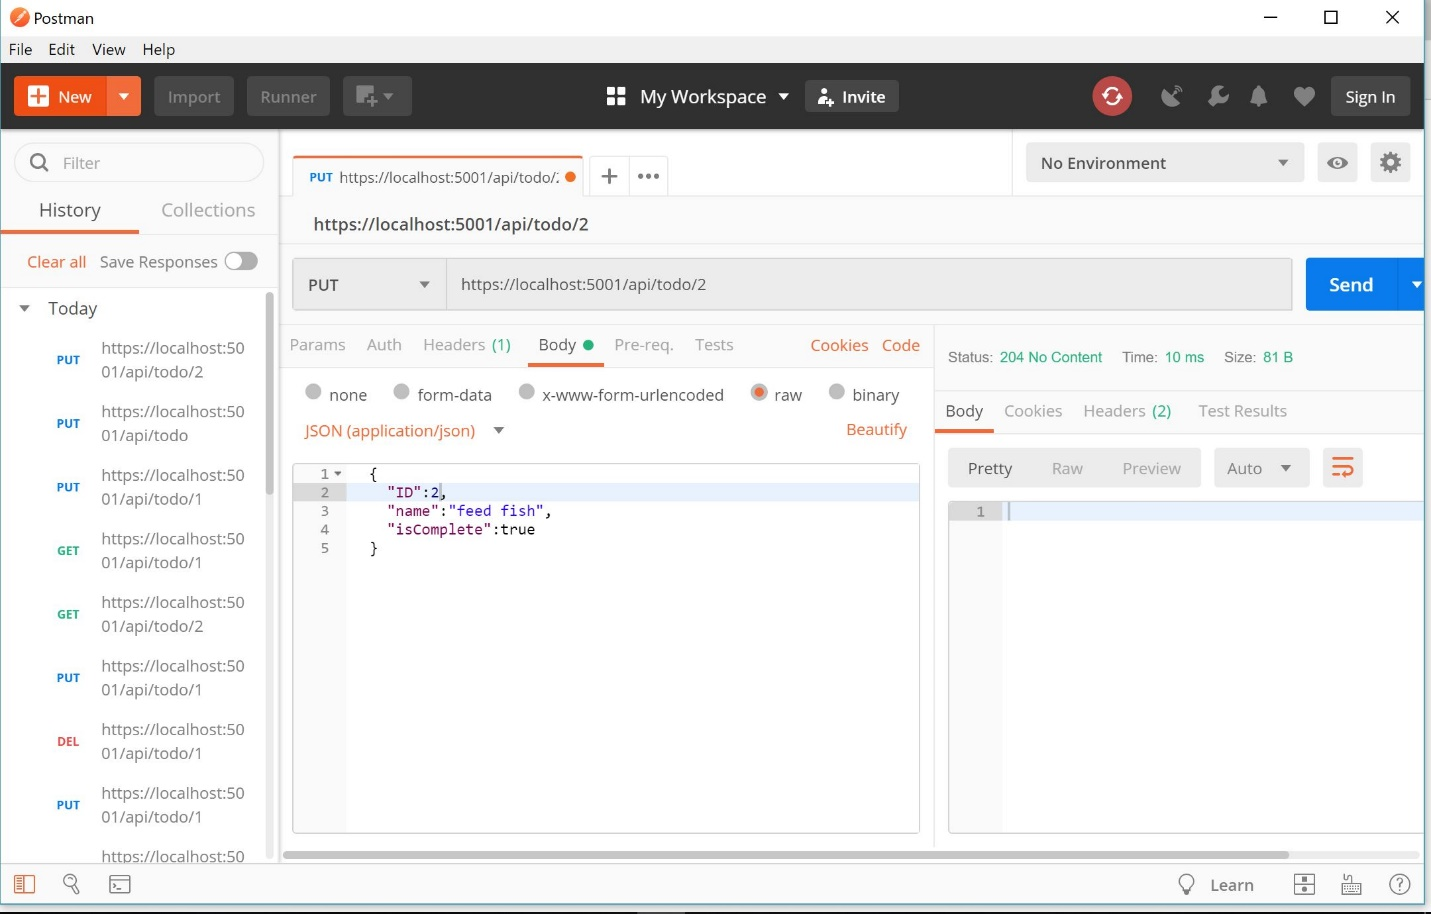 Postman
File Edit View Help
New Import Runner My Workspace Invite Sign In
Filter
History Collections
Clear all Save Responses
Today
PUT https://localhost:50
01/api/todo/2
PUT https://localhost:50
01/api/todo
PUT https://localhost:50
01/api/todo/1
GET https://localhost:50
01/api/todo/1
GET https://localhost:50
01/api/todo/2
PUT https://localhost:50
01/api/todo/1
DEL https://localhost:50
01/api/todo/1
PUT https://localhost:50
01/api/todo/1
https://localhost:50
PUT https://localhost:5001/api/todo/
No Environment
https://localhost:5001/api/todo/2
PUT https://localhost:5001/api/todo/2 Send
Params Auth Headers (1) Body Pre-req. Tests Cookies Code
none form-data x-www-form-urlencoded raw binary
JSON (application/json) Beautify
1 {
2 "ID":2,
3 "name":"feed fish",
4 "isComplete":true
5 }
Status: 204 No Content Time: 10 ms Size: 81 B
Body Cookies Headers (2) Test Results
Pretty Raw Preview Auto
1
Learn